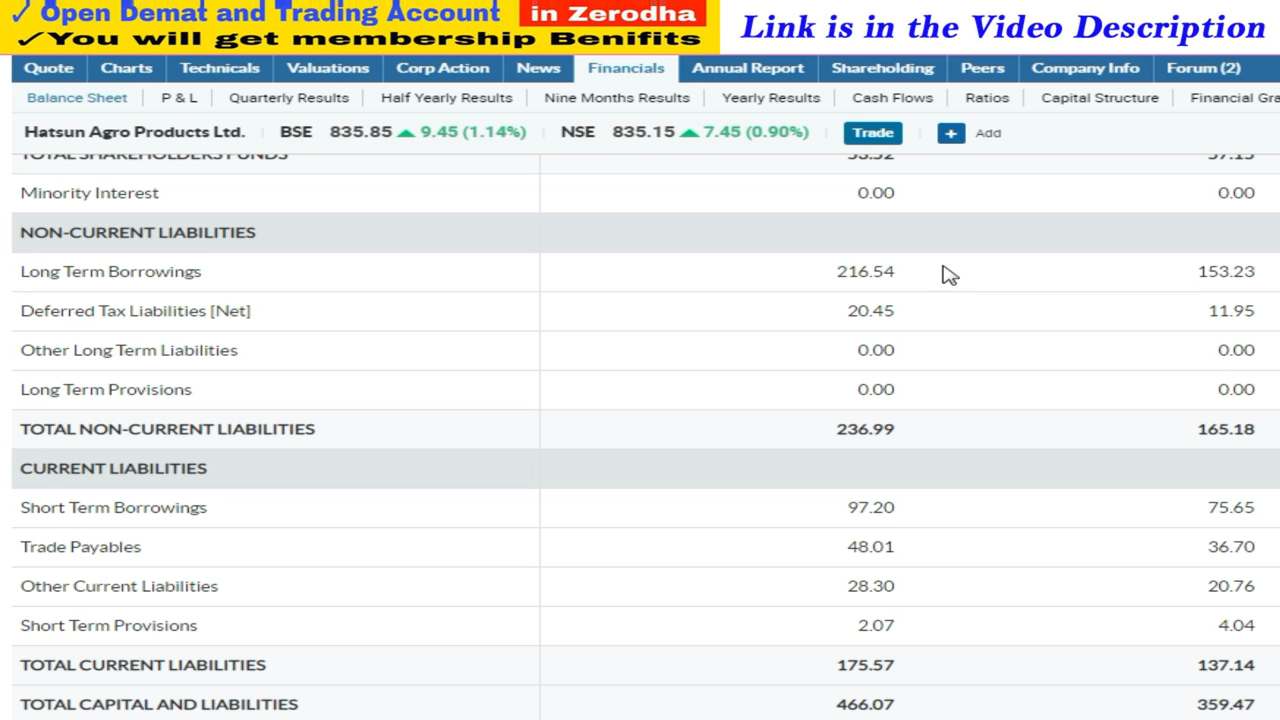 ✓ Open Demat and Trading Account in Zerodha
✓You will get membership Benifits
Link is in the Video Description
Quote Charts Technicals Valuations Corp Action News Financials Annual Report Shareholding Peers Company Info Forum (2)
Balance Sheet P & L Quarterly Results Half Yearly Results Nine Months Results Yearly Results Cash Flows Ratios Capital Structure Financial Gra
Hatsun Agro Products Ltd. BSE 835.85 ▲ 9.45 (1.14%) NSE 835.15 ▲ 7.45 (0.90%) Trade + Add
TOTAL SHAREHOLDERS FUNDS
Minority Interest 0.00 0.00
NON-CURRENT LIABILITIES
Long Term Borrowings 216.54 153.23
Deferred Tax Liabilities [Net] 20.45 11.95
Other Long Term Liabilities 0.00 0.00
Long Term Provisions 0.00 0.00
TOTAL NON-CURRENT LIABILITIES 236.99 165.18
CURRENT LIABILITIES
Short Term Borrowings 97.20 75.65
Trade Payables 48.01 36.70
Other Current Liabilities 28.30 20.76
Short Term Provisions 2.07 4.04
TOTAL CURRENT LIABILITIES 175.57 137.14
TOTAL CAPITAL AND LIABILITIES 466.07 359.47